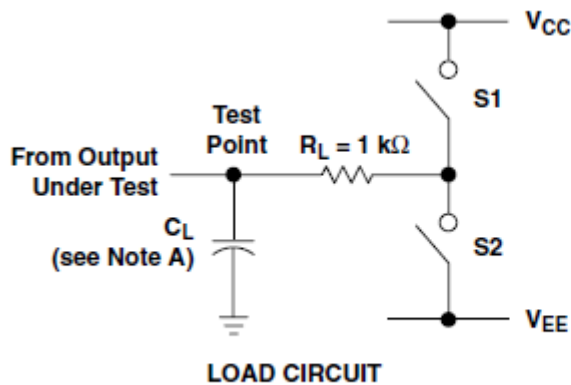 VCC
S1
Test
Point
RL = 1 kΩ
From Output
Under Test
CL
(see Note A)
S2
VEE
LOAD CIRCUIT